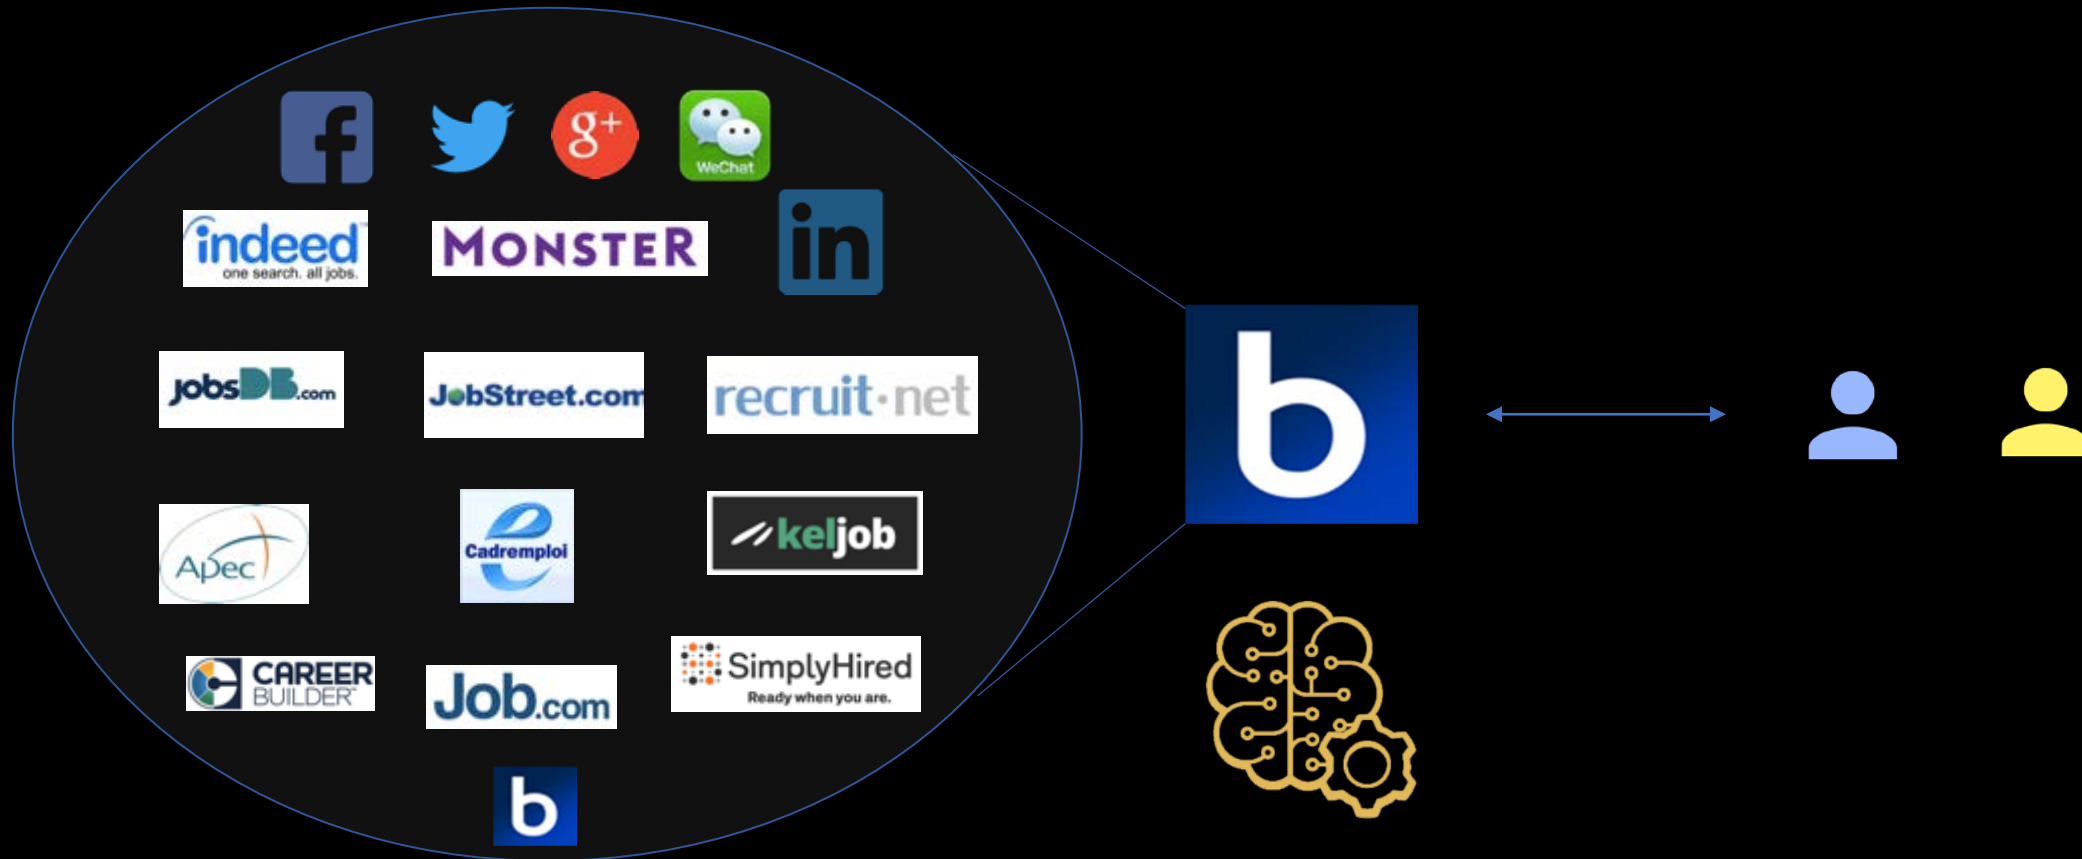 f
g+
WeChat
indeed
one search. all jobs.
MONSTER
in
jobsDB.com
JobStreet.com
recruit.net
b
Apec
Cadremploi
keljob
CAREER
BUILDER
Job.com
SimplyHired
Ready when you are.
b